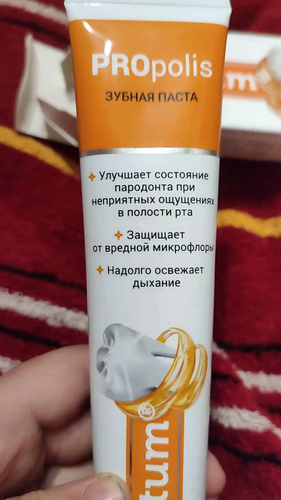 PROpolis
ЗУБНАЯ ПАСТА
Улучшает состояние
пародонта при
неприятных ощущениях
в полости рта
Защищает
от вредной микрофлоры
Надолго освежает
дыхание
tum®
um